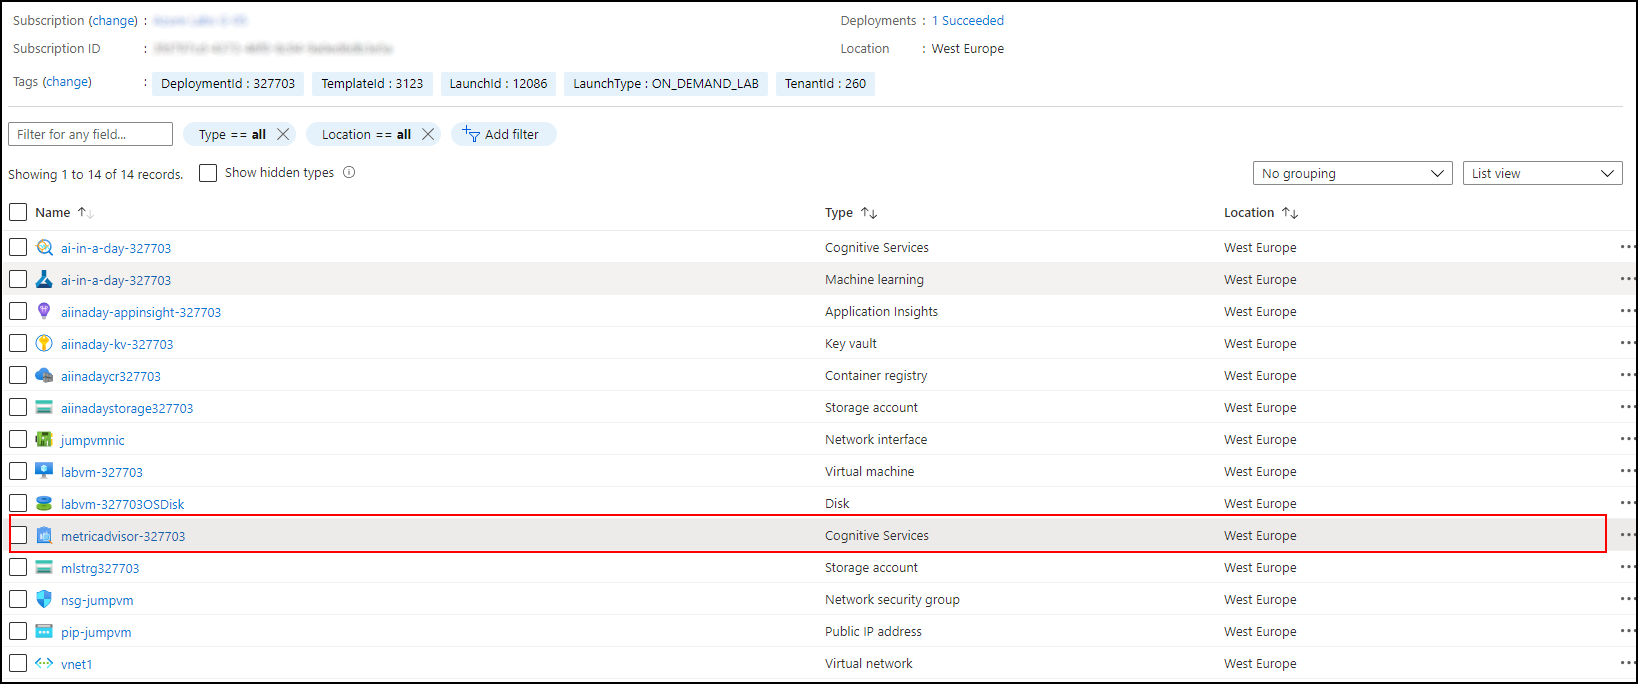 Subscription (change) : Deployments : 1 Succeeded
Subscription ID : Location : West Europe
Tags (change) : DeploymentId : 327703 TemplateId : 3123 LaunchId : 12086 LaunchType : ON_DEMAND_LAB TenantId : 260
Filter for any field... Type == all Location == all Add filter
Showing 1 to 14 of 14 records. Show hidden types No grouping List view
Name Type Location
ai-in-a-day-327703 Cognitive Services West Europe
ai-in-a-day-327703 Machine learning West Europe
aiinaday-appinsight-327703 Application Insights West Europe
aiinaday-kv-327703 Key vault West Europe
aiinadaycr327703 Container registry West Europe
aiinadaystorage327703 Storage account West Europe
jumpvmnic Network interface West Europe
labvm-327703 Virtual machine West Europe
labvm-327703OSDisk Disk West Europe
metricadvisor-327703 Cognitive Services West Europe
mlstrg327703 Storage account West Europe
nsg-jumpvm Network security group West Europe
pip-jumpvm Public IP address West Europe
vnet1 Virtual network West Europe